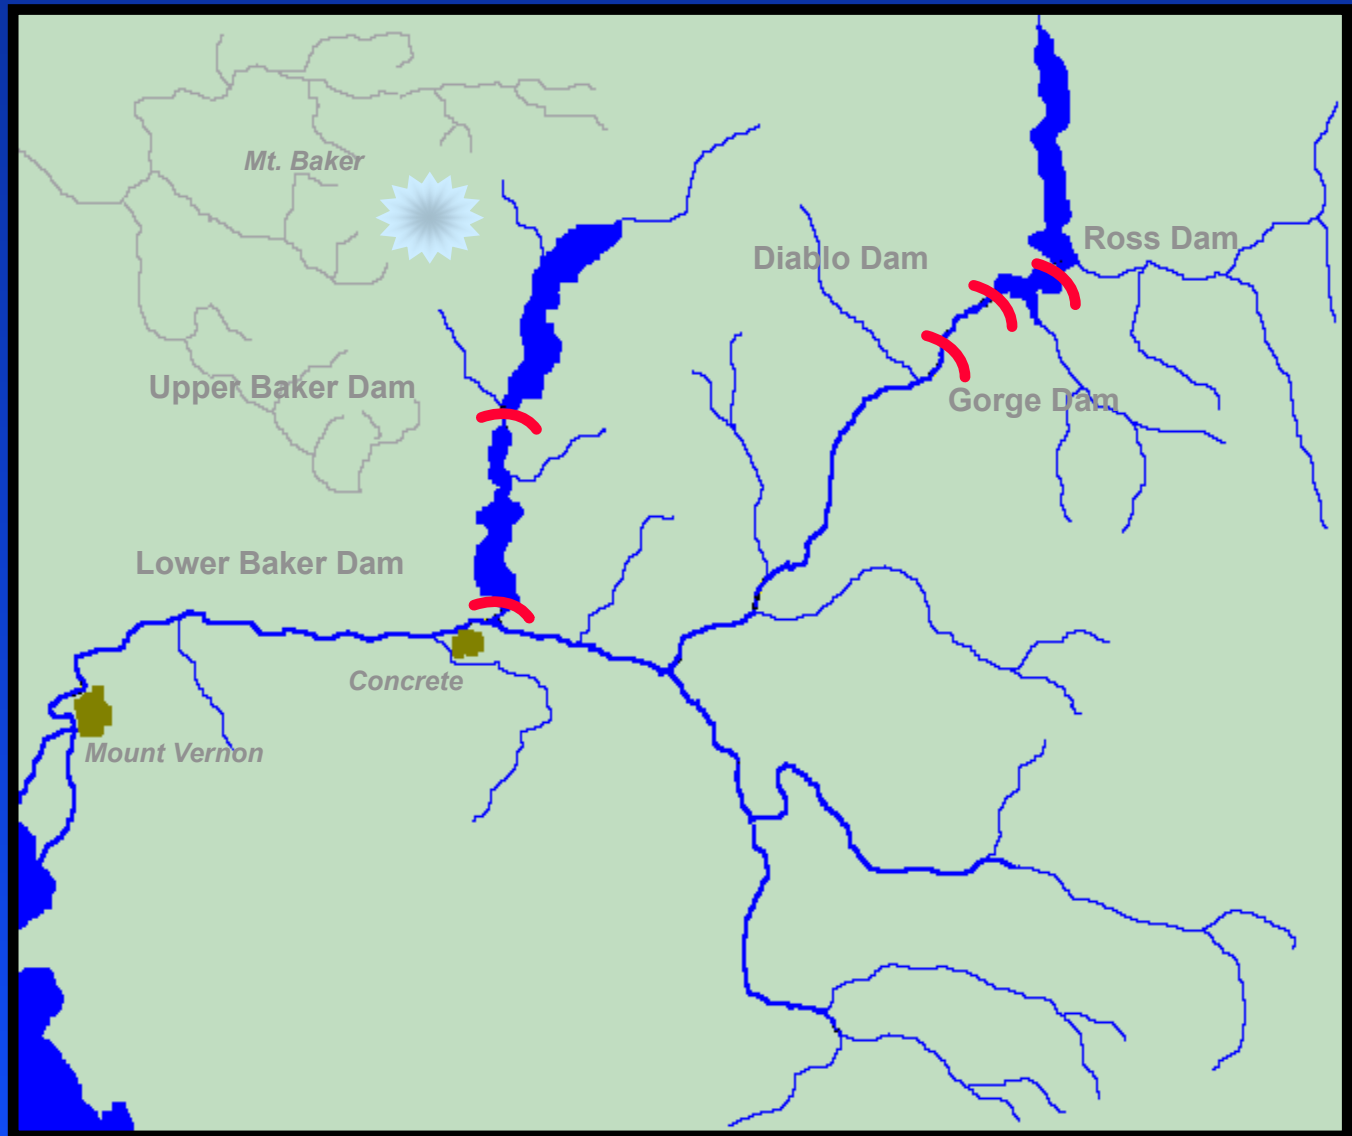 Mt. Baker
Ross Dam
Diablo Dam
Upper Baker Dam
Gorge Dam
Lower Baker Dam
Concrete
Mount Vernon